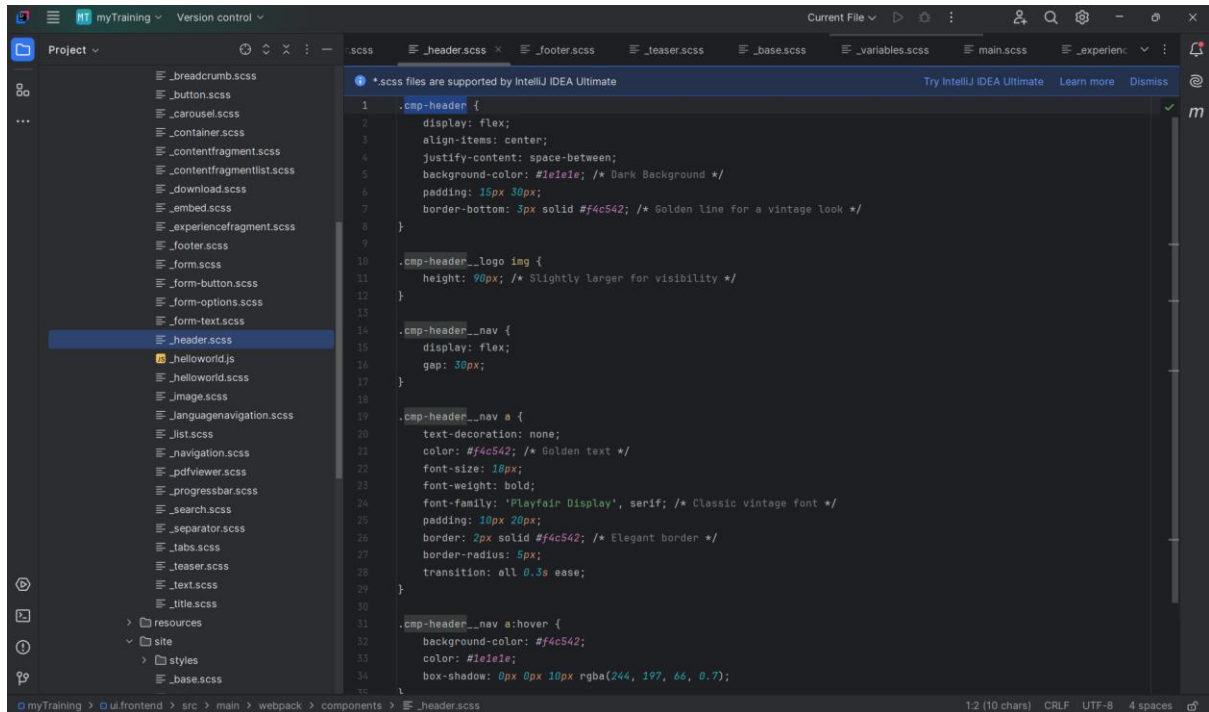 MT myTraining Version control Current File
Project
.scss _header.scss _footer.scss _teaser.scss _base.scss _variables.scss main.scss _experienc
*.scss files are supported by IntelliJ IDEA Ultimate Try IntelliJ IDEA Ultimate Learn more Dismiss
_breadcrumb.scss
_button.scss
_carousel.scss
_container.scss
_contentfragment.scss
_contentfragmentlist.scss
_download.scss
_embed.scss
_experiencefragment.scss
_footer.scss
_form.scss
_form-button.scss
_form-options.scss
_form-text.scss
_header.scss
JS _helloworld.js
_helloworld.scss
_image.scss
_languagenavigation.scss
_list.scss
_navigation.scss
_pdfviewer.scss
_progressbar.scss
_search.scss
_separator.scss
_tabs.scss
_teaser.scss
_text.scss
_title.scss
resources
site
styles
_base.scss
1 .cmp-header {
2 display: flex;
3 align-items: center;
4 justify-content: space-between;
5 background-color: #1e1e1e; /* Dark Background */
6 padding: 15px 30px;
7 border-bottom: 3px solid #f4c542; /* Golden line for a vintage look */
8 }
9
10 .cmp-header__logo img {
11 height: 90px; /* Slightly larger for visibility */
12 }
13
14 .cmp-header__nav {
15 display: flex;
16 gap: 30px;
17 }
18
19 .cmp-header__nav a {
20 text-decoration: none;
21 color: #f4c542; /* Golden text */
22 font-size: 18px;
23 font-weight: bold;
24 font-family: 'Playfair Display', serif; /* Classic vintage font */
25 padding: 10px 20px;
26 border: 2px solid #f4c542; /* Elegant border */
27 border-radius: 5px;
28 transition: all 0.3s ease;
29 }
30
31 .cmp-header__nav a:hover {
32 background-color: #f4c542;
33 color: #1e1e1e;
34 box-shadow: 0px 0px 10px rgba(244, 197, 66, 0.7);
35 }
m
myTraining > ui.frontend > src > main > webpack > components > _header.scss 1:2 (10 chars) CRLF UTF-8 4 spaces